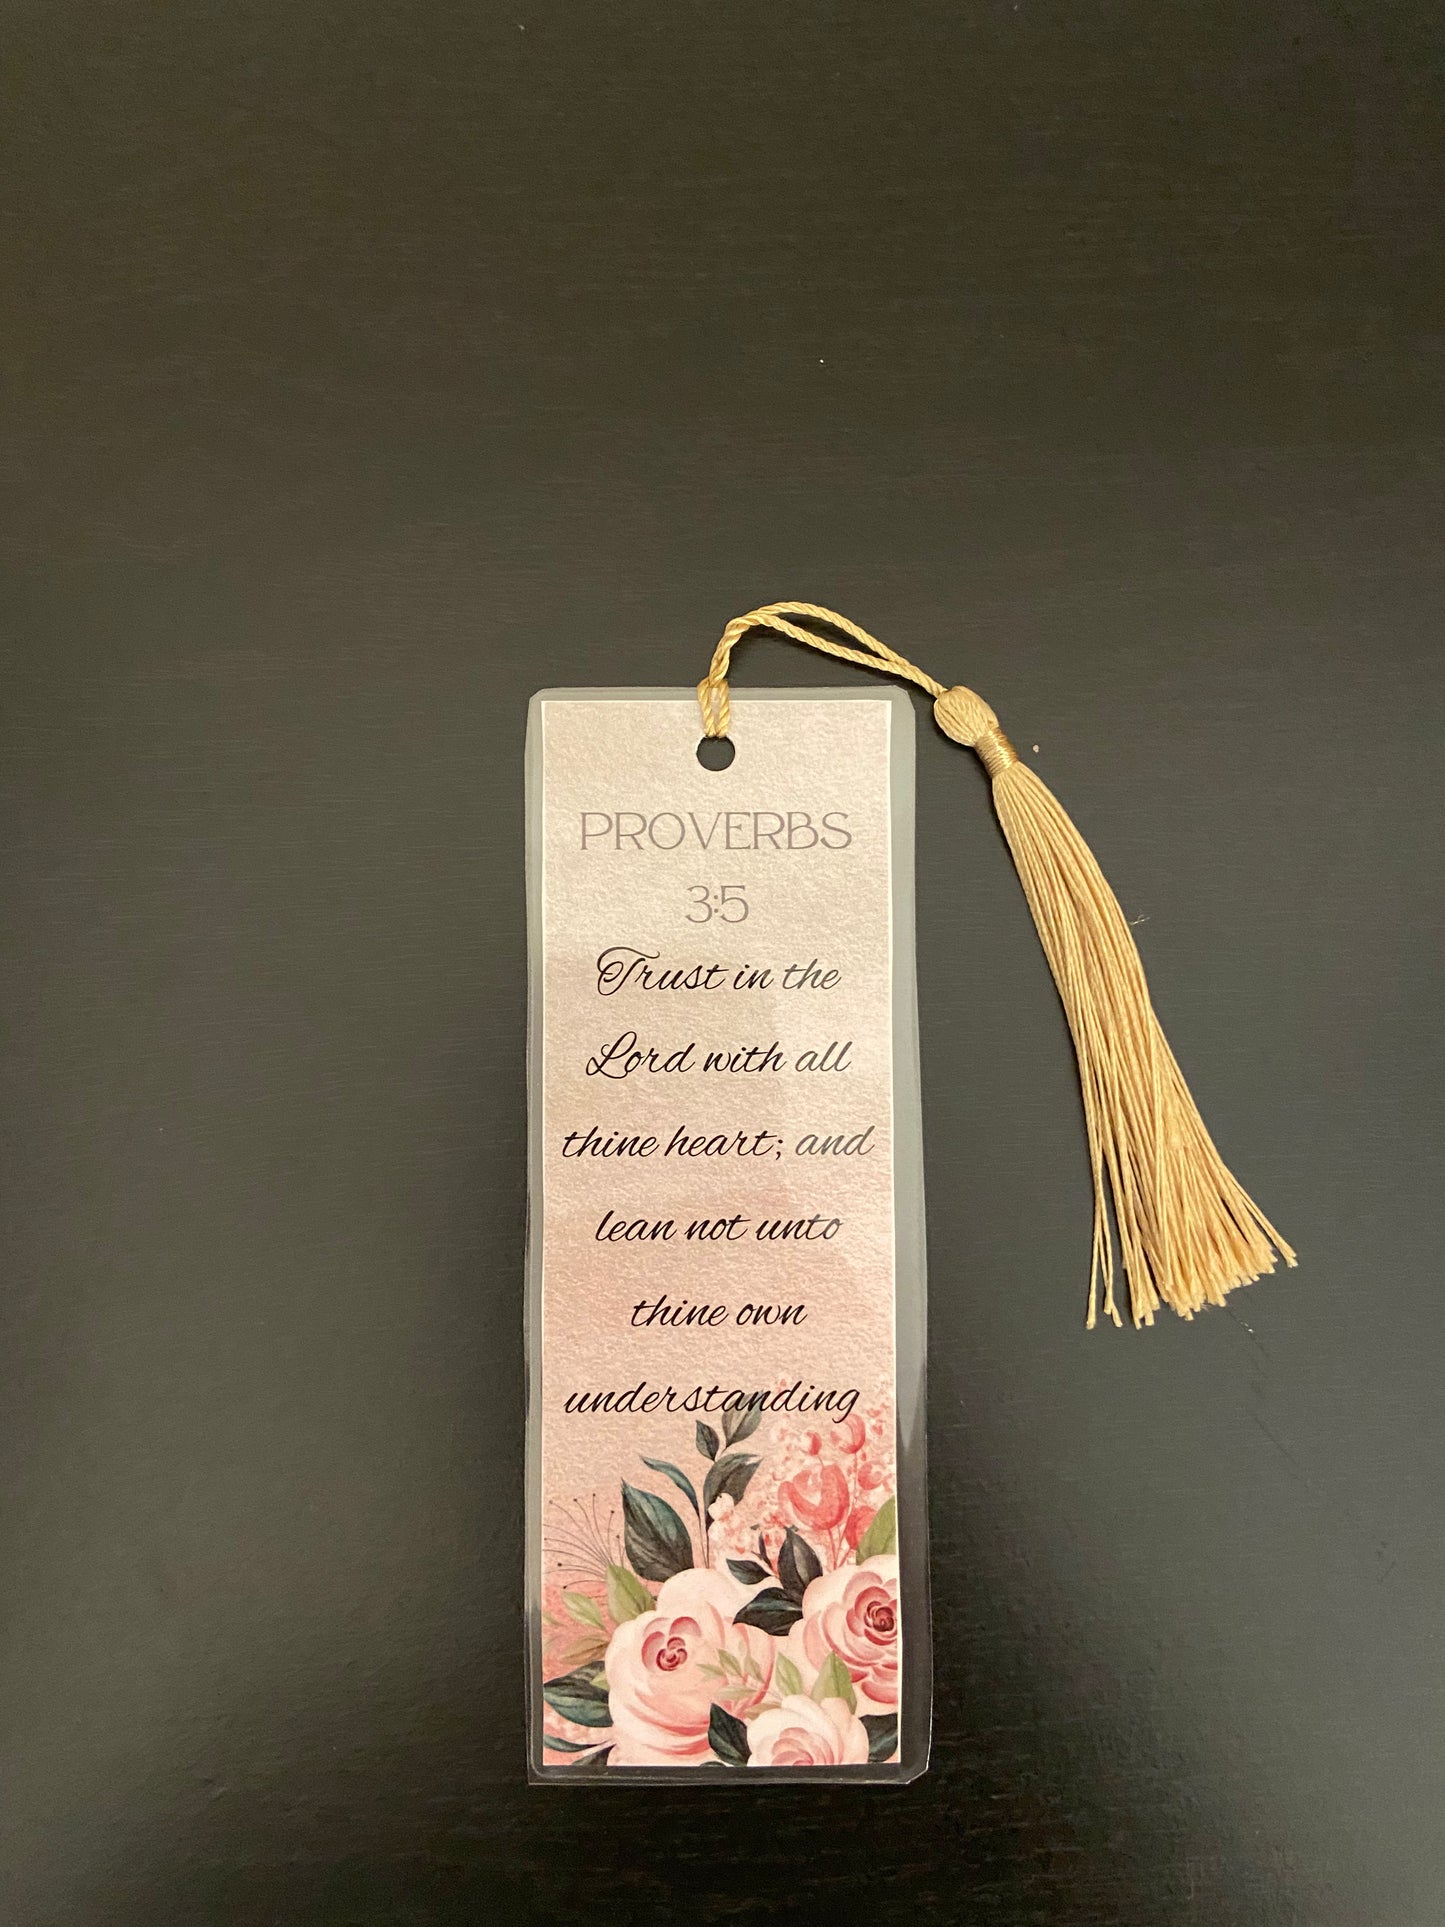 PROVERBS
3:5
Trust in the
Lord with all
thine heart; and
lean not unto
thine own
understanding